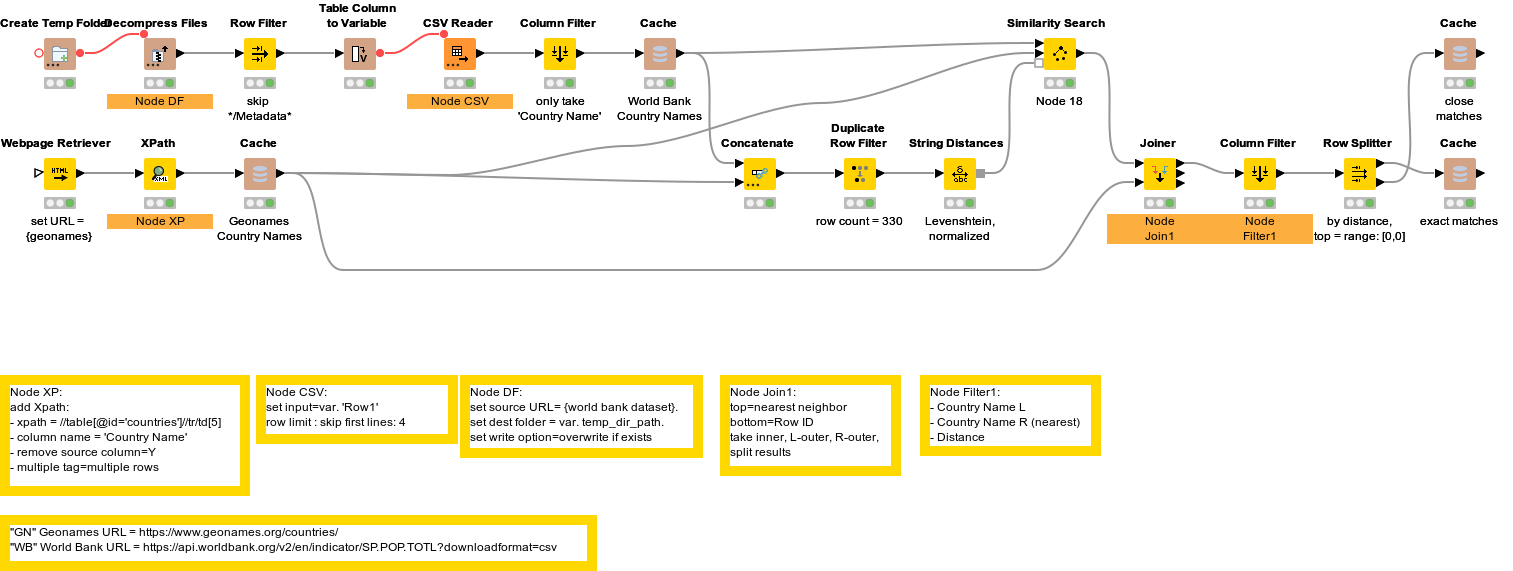 Create Temp Folder
Decompress Files
Node DF
Row Filter
skip
*/Metadata*
Table Column
to Variable
CSV Reader
Node CSV
Column Filter
only take
'Country Name'
Cache
World Bank
Country Names
Similarity Search
Node 18
Cache
close
matches
Webpage Retriever
HTML
set URL =
{geonames}
XPath
XML
Node XP
Cache
Geonames
Country Names
Concatenate
Duplicate
Row Filter
row count = 330
String Distances
abc
Levenshtein,
normalized
Joiner
Node
Join1
Column Filter
Node
Filter1
Row Splitter
by distance,
top = range: [0,0]
Cache
exact matches
Node XP:
add Xpath:
- xpath = //table[@id='countries']//tr/td[5]
- column name = 'Country Name'
- remove source column=Y
- multiple tag=multiple rows
Node CSV:
set input=var. 'Row1'
row limit : skip first lines: 4
Node DF:
set source URL= {world bank dataset}.
set dest folder = var. temp_dir_path.
set write option=overwrite if exists
Node Join1:
top=nearest neighbor
bottom=Row ID
take inner, L-outer, R-outer,
split results
Node Filter1:
- Country Name L
- Country Name R (nearest)
- Distance
"GN" Geonames URL = https://www.geonames.org/countries/
"WB" World Bank URL = https://api.worldbank.org/v2/en/indicator/SP.POP.TOTL?downloadformat=csv